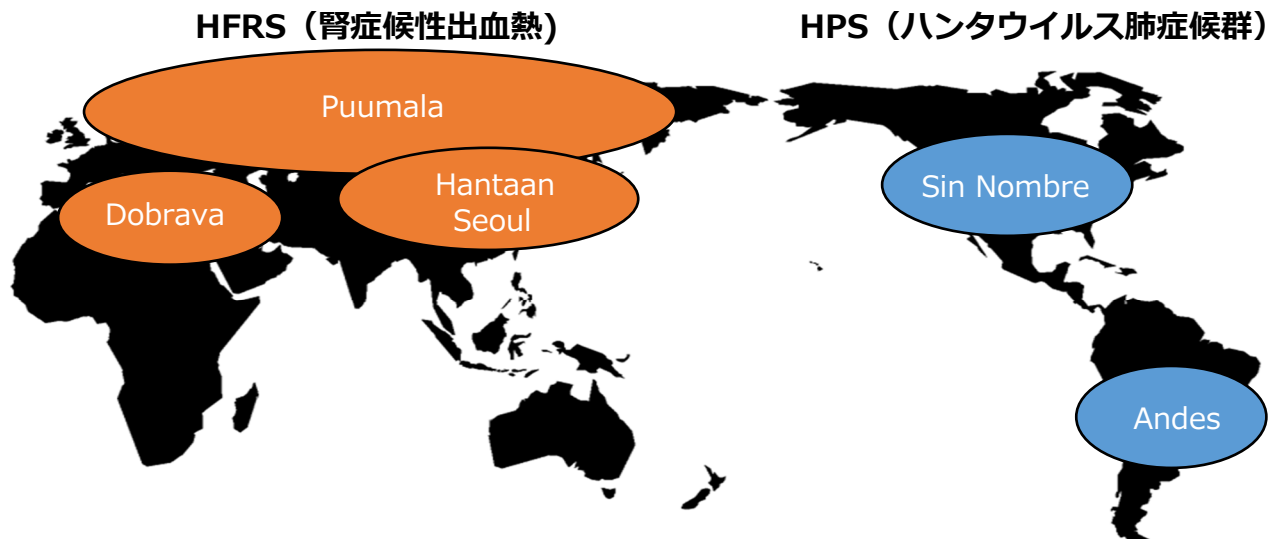 HFRS（腎症候性出血熱)
HPS（ハンタウイルス肺症候群）
Puumala
Hantaan
Seoul
Dobrava
Sin Nombre
Andes